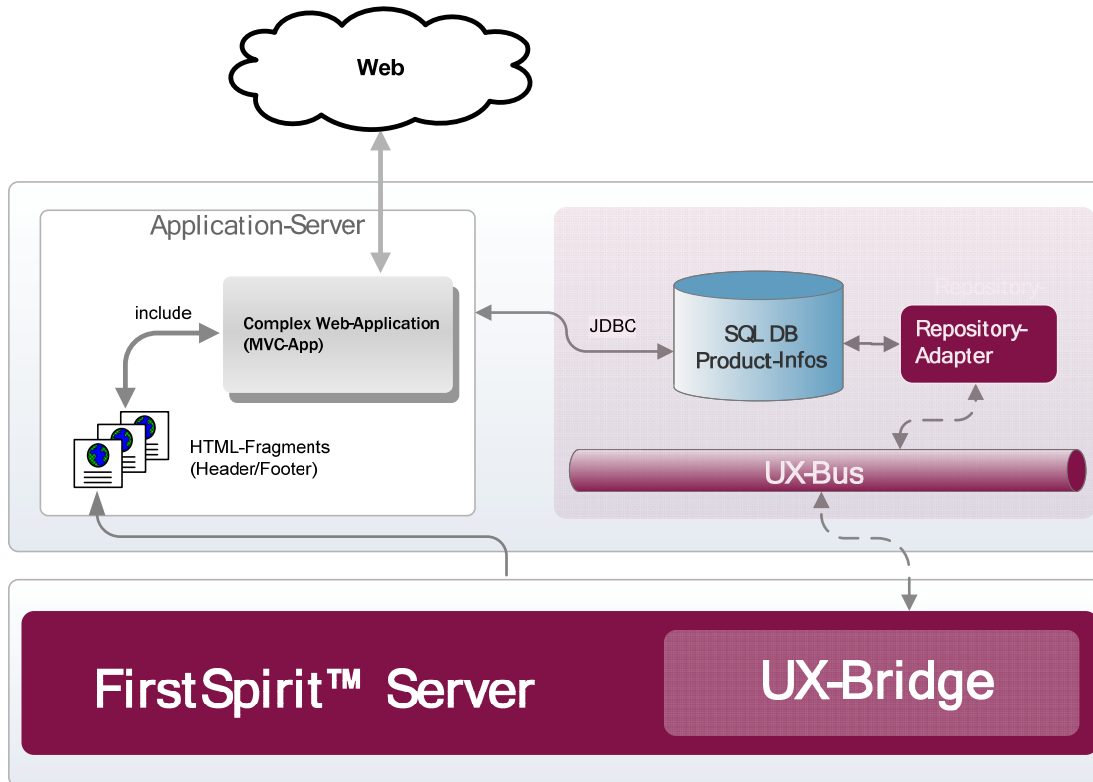 Web
Application-Server
include
Complex Web-Application
(MVC-App)
HTML-Fragments
(Header/Footer)
JDBC
SQL DB
Product-Infos
Repository-
Repository-
Adapter
UX-Bus
FirstSpirit™ Server
UX-Bridge